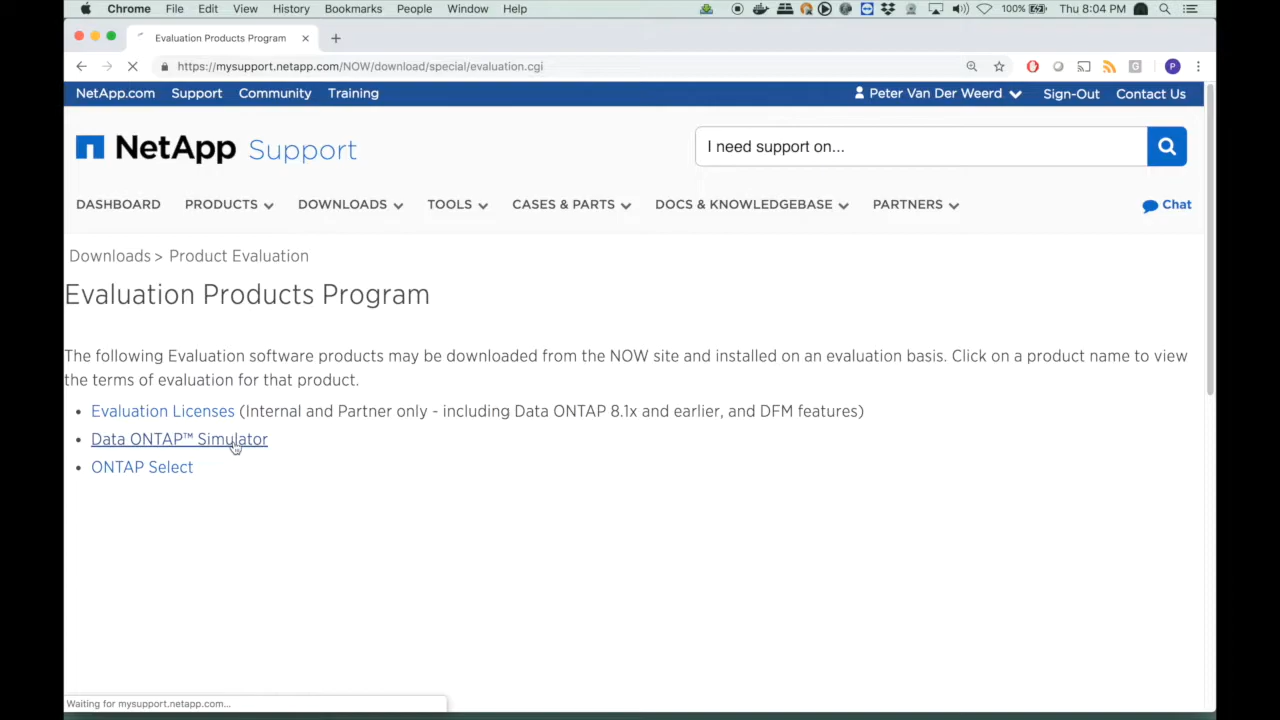 Chrome File Edit View History Bookmarks People Window Help 100% Thu 8:04 PM
Evaluation Products Program
https://mysupport.netapp.com/NOW/download/special/evaluation.cgi
NetApp.com Support Community Training Peter Van Der Weerd Sign-Out Contact Us
NetApp Support I need support on...
DASHBOARD PRODUCTS DOWNLOADS TOOLS CASES & PARTS DOCS & KNOWLEDGEBASE PARTNERS Chat
Downloads > Product Evaluation
Evaluation Products Program
The following Evaluation software products may be downloaded from the NOW site and installed on an evaluation basis. Click on a product name to view
the terms of evaluation for that product.
• Evaluation Licenses (Internal and Partner only - including Data ONTAP 8.1x and earlier, and DFM features)
• Data ONTAP™ Simulator
• ONTAP Select
Waiting for mysupport.netapp.com...